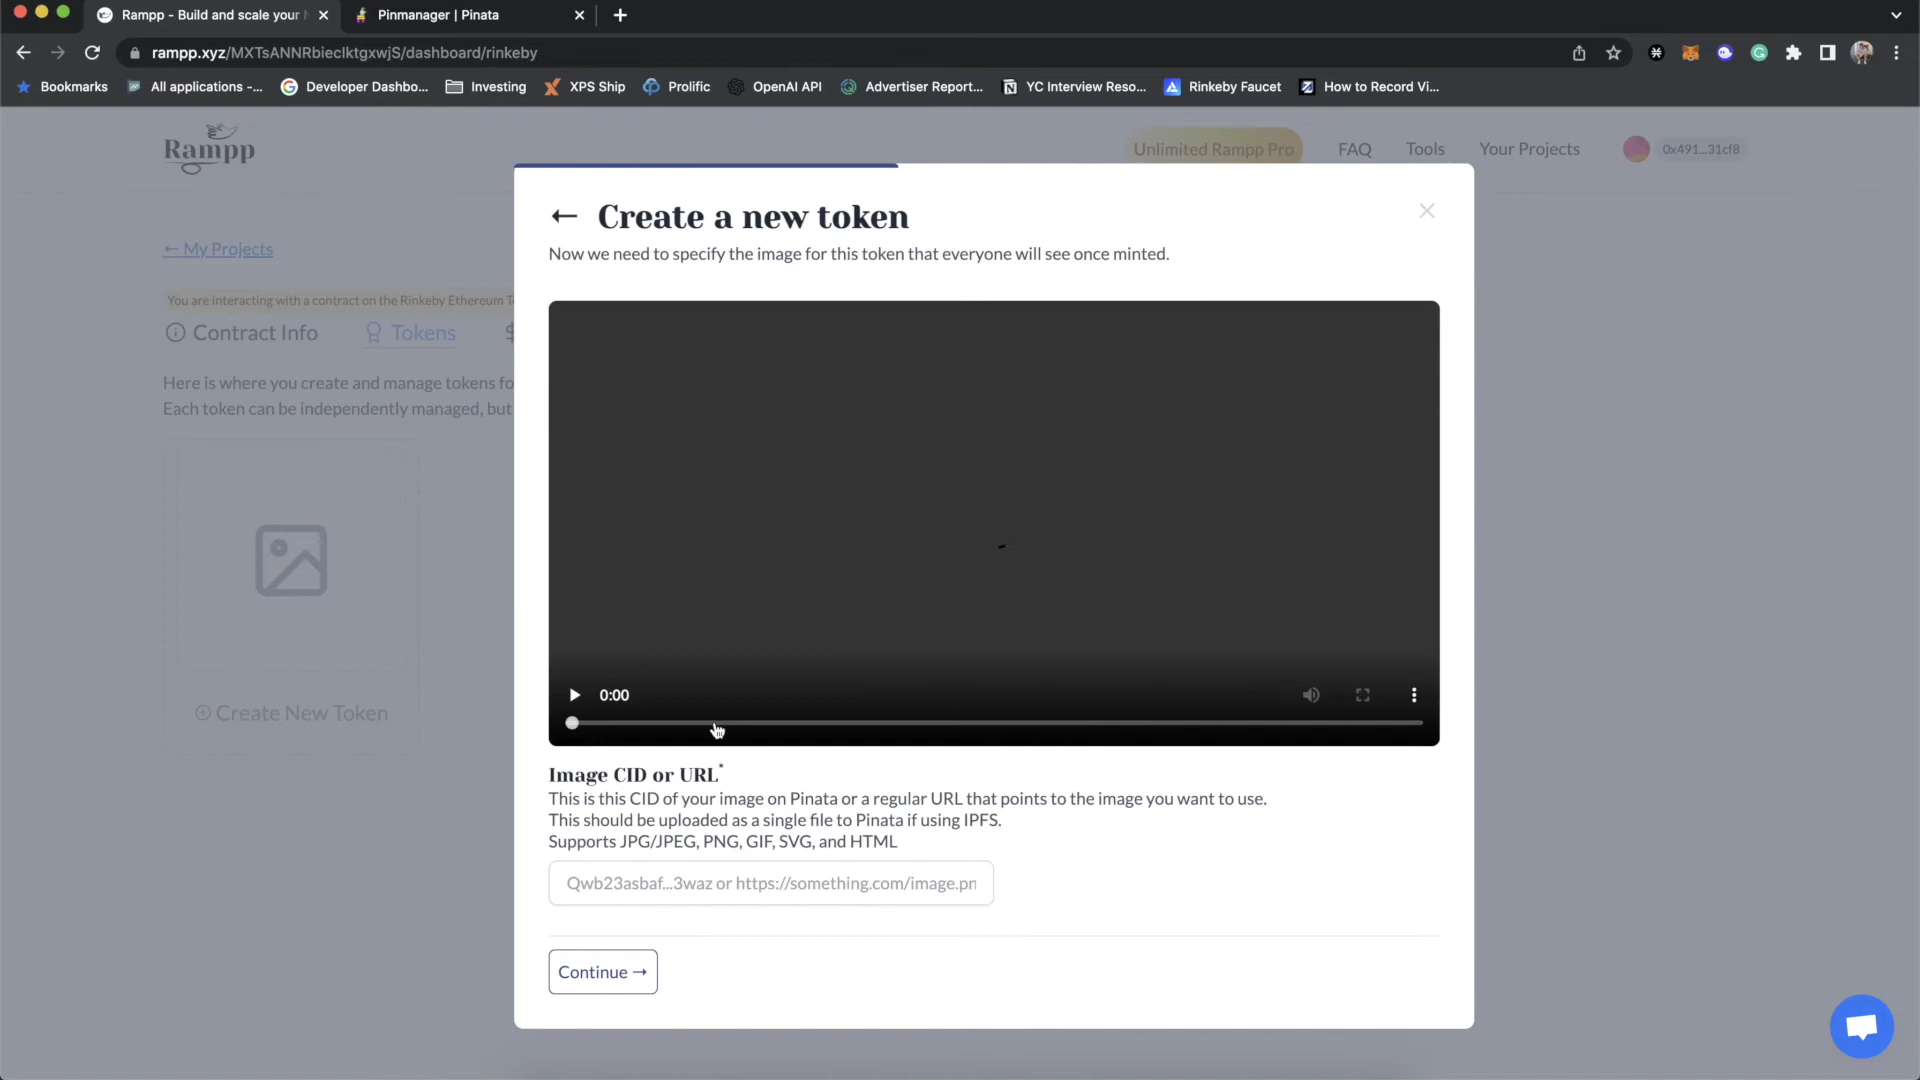 Rampp - Build and scale your
Pinmanager | Pinata
rampp.xyz/MXTsANNRbieclktgxwjS/dashboard/rinkeby
Bookmarks
All applications -...
Developer Dashbo...
Investing
XPS Ship
Prolific
OpenAI API
Advertiser Report...
YC Interview Reso...
Rinkeby Faucet
How to Record Vi...
Rampp
Unlimited Rampp Pro
FAQ
Tools
Your Projects
0x491...31cf8
← My Projects
You are interacting with a contract on the Rinkeby Ethereum T
Contract Info
Tokens
Here is where you create and manage tokens fo
Each token can be independently managed, but
Create New Token
← Create a new token
Now we need to specify the image for this token that everyone will see once minted.
0:00
Image CID or URL*
This is this CID of your image on Pinata or a regular URL that points to the image you want to use.
This should be uploaded as a single file to Pinata if using IPFS.
Supports JPG/JPEG, PNG, GIF, SVG, and HTML
Qwb23asbaf...3waz or https://something.com/image.pn
Continue →